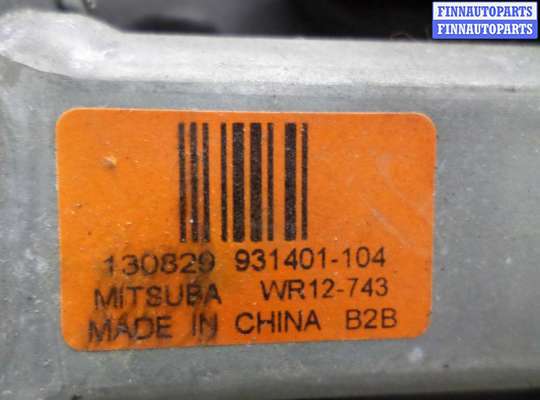 FINNAUTOPARTS
FINNAUTOPARTS
130829 931401-104
MITSUBA WR12-743
MADE IN CHINA B2B